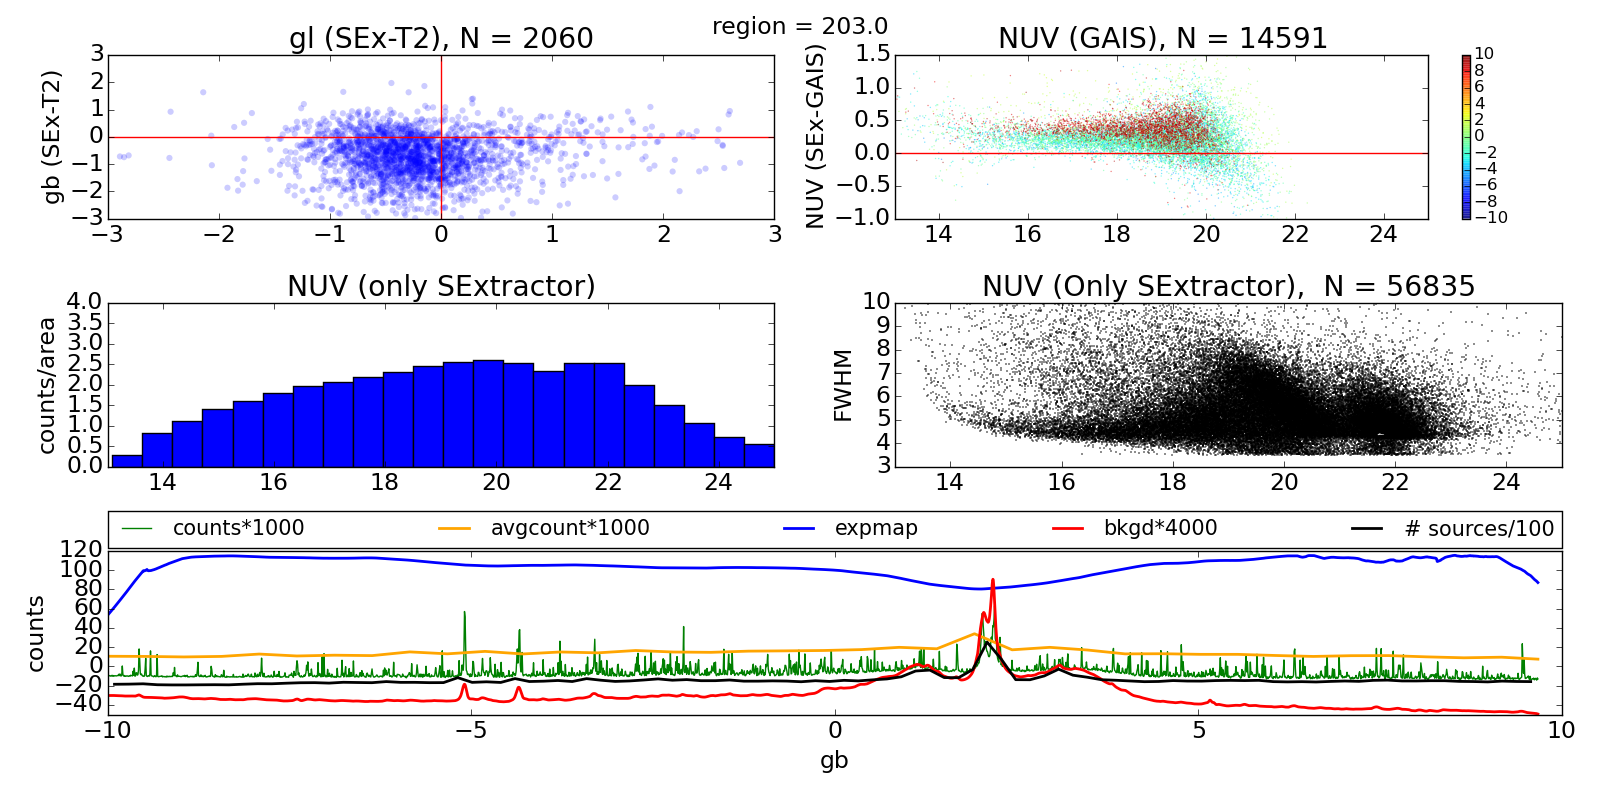 region = 203.0
gl (SEx-T2), N = 2060
gb (SEx-T2)
3
2
1
0
−1
−2
−3
−3 −2 −1 0 1 2 3
NUV (GAIS), N = 14591
NUV (SEx-GAIS)
1.5
1.0
0.5
0.0
−0.5
−1.0
14 16 18 20 22 24
10
8
6
4
2
0
−2
−4
−6
−8
−10
NUV (only SExtractor)
counts/area
4.0
3.5
3.0
2.5
2.0
1.5
1.0
0.5
0.0
14 16 18 20 22 24
NUV (Only SExtractor), N = 56835
FWHM
10
9
8
7
6
5
4
3
14 16 18 20 22 24
counts*1000 avgcount*1000 expmap bkgd*4000 # sources/100
counts
120
100
80
60
40
20
0
−20
−40
−10 −5 0 5 10
gb